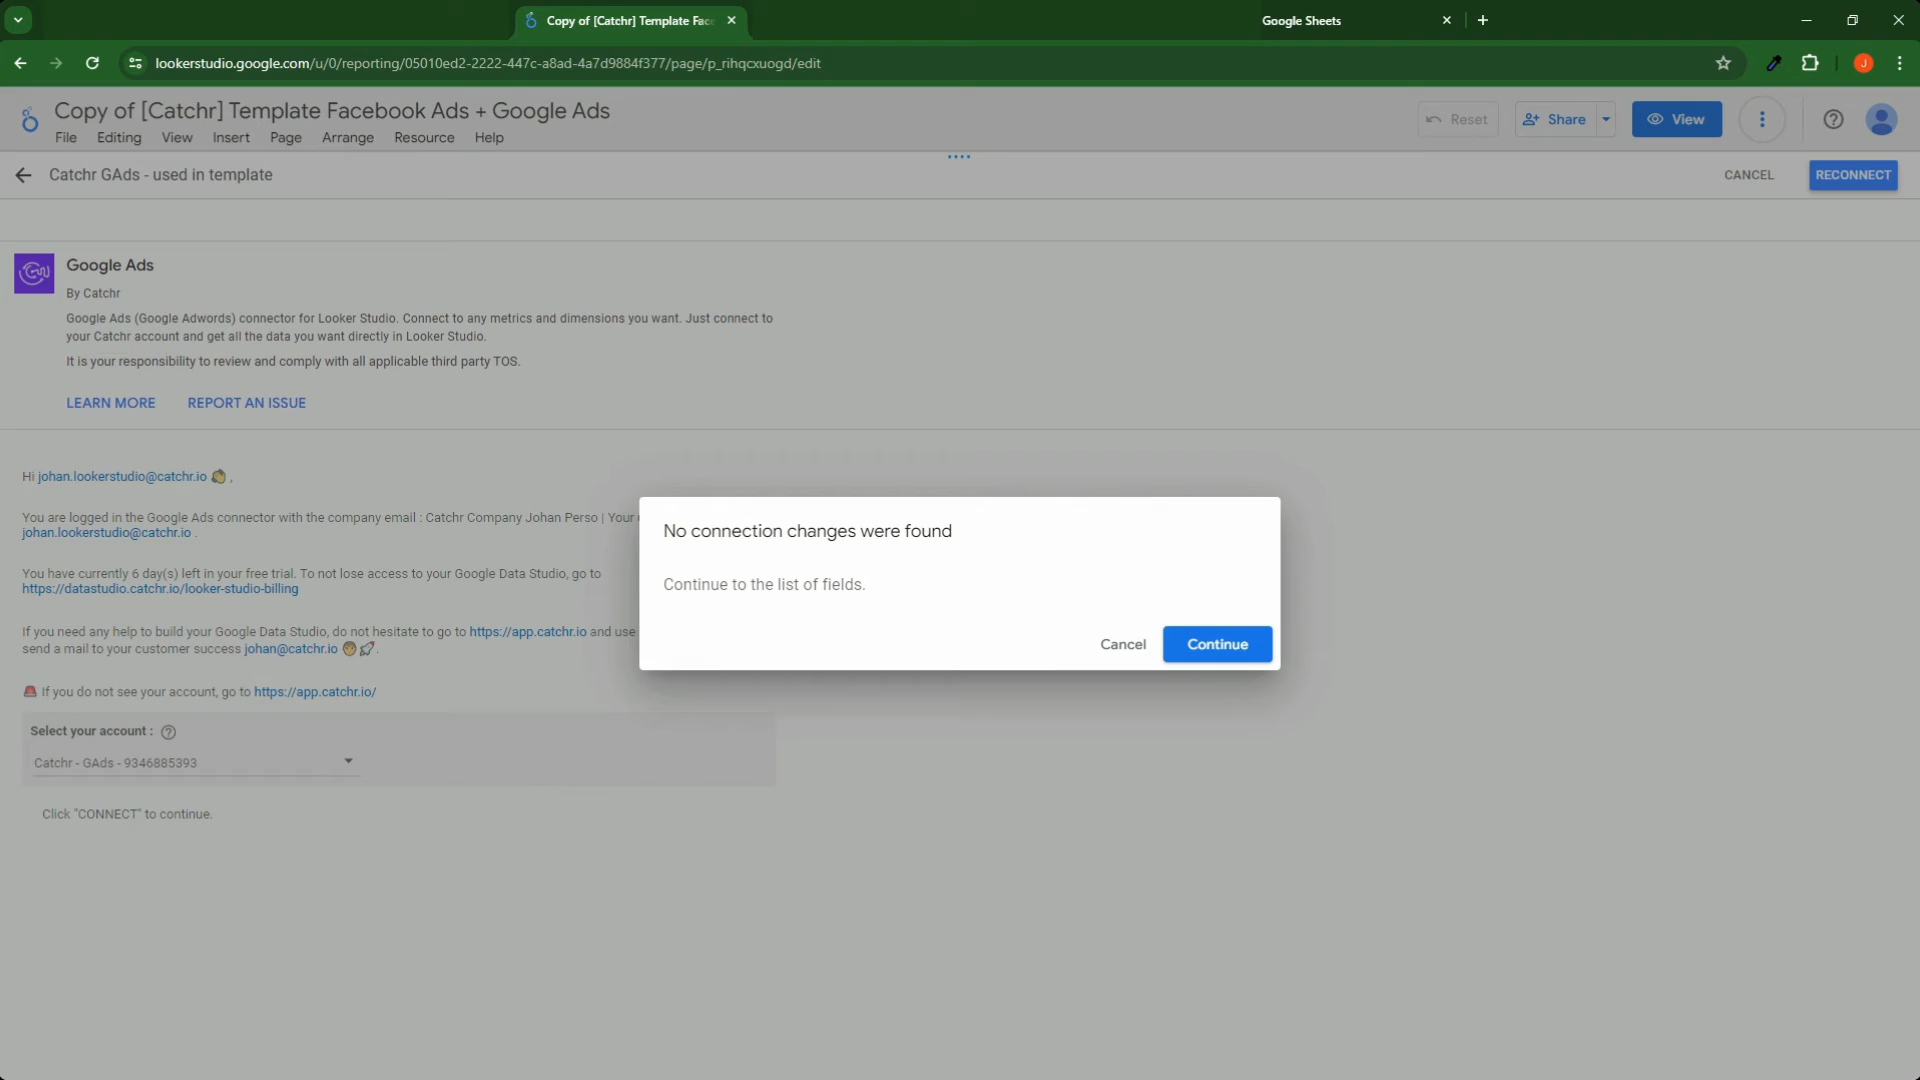 Copy of [Catchr] Template Fac
Google Sheets
lookerstudio.google.com/u/0/reporting/05010ed2-2222-447c-a8ad-4a7d9884f377/page/p_rihqcxuogd/edit
J
Copy of [Catchr] Template Facebook Ads + Google Ads
File Editing View Insert Page Arrange Resource Help
Reset
Share
View
Catchr GAds - used in template
CANCEL
RECONNECT
Google Ads
By Catchr
Google Ads (Google Adwords) connector for Looker Studio. Connect to any metrics and dimensions you want. Just connect to
your Catchr account and get all the data you want directly in Looker Studio.
It is your responsibility to review and comply with all applicable third party TOS.
LEARN MORE REPORT AN ISSUE
Hi johan.lookerstudio@catchr.io 👏 ,
You are logged in the Google Ads connector with the company email : Catchr Company Johan Perso | Your
johan.lookerstudio@catchr.io .
You have currently 6 day(s) left in your free trial. To not lose access to your Google Data Studio, go to
https://datastudio.catchr.io/looker-studio-billing
If you need any help to build your Google Data Studio, do not hesitate to go to https://app.catchr.io and use
send a mail to your customer success johan@catchr.io 🧑🚀.
🚨 If you do not see your account, go to https://app.catchr.io/
Select your account : ?
Catchr - GAds - 9346885393
Click "CONNECT" to continue.
No connection changes were found
Continue to the list of fields.
Cancel
Continue